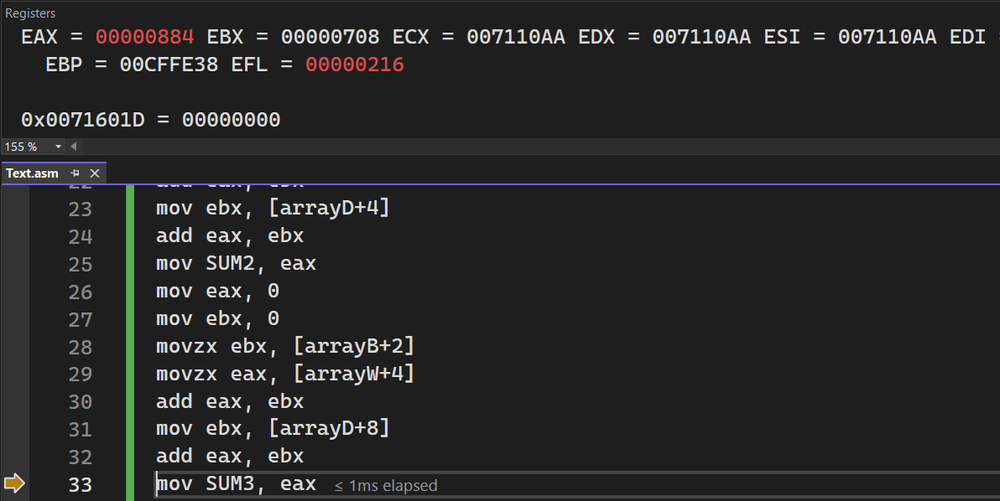 Registers
EAX = 00000884 EBX = 00000708 ECX = 007110AA EDX = 007110AA ESI = 007110AA EDI =
EBP = 00CFFE38 EFL = 00000216
0x0071601D = 00000000
155 %
Text.asm
22 add eax, ebx
23 mov ebx, [arrayD+4]
24 add eax, ebx
25 mov SUM2, eax
26 mov eax, 0
27 mov ebx, 0
28 movzx ebx, [arrayB+2]
29 movzx eax, [arrayW+4]
30 add eax, ebx
31 mov ebx, [arrayD+8]
32 add eax, ebx
33 mov SUM3, eax ≤ 1ms elapsed